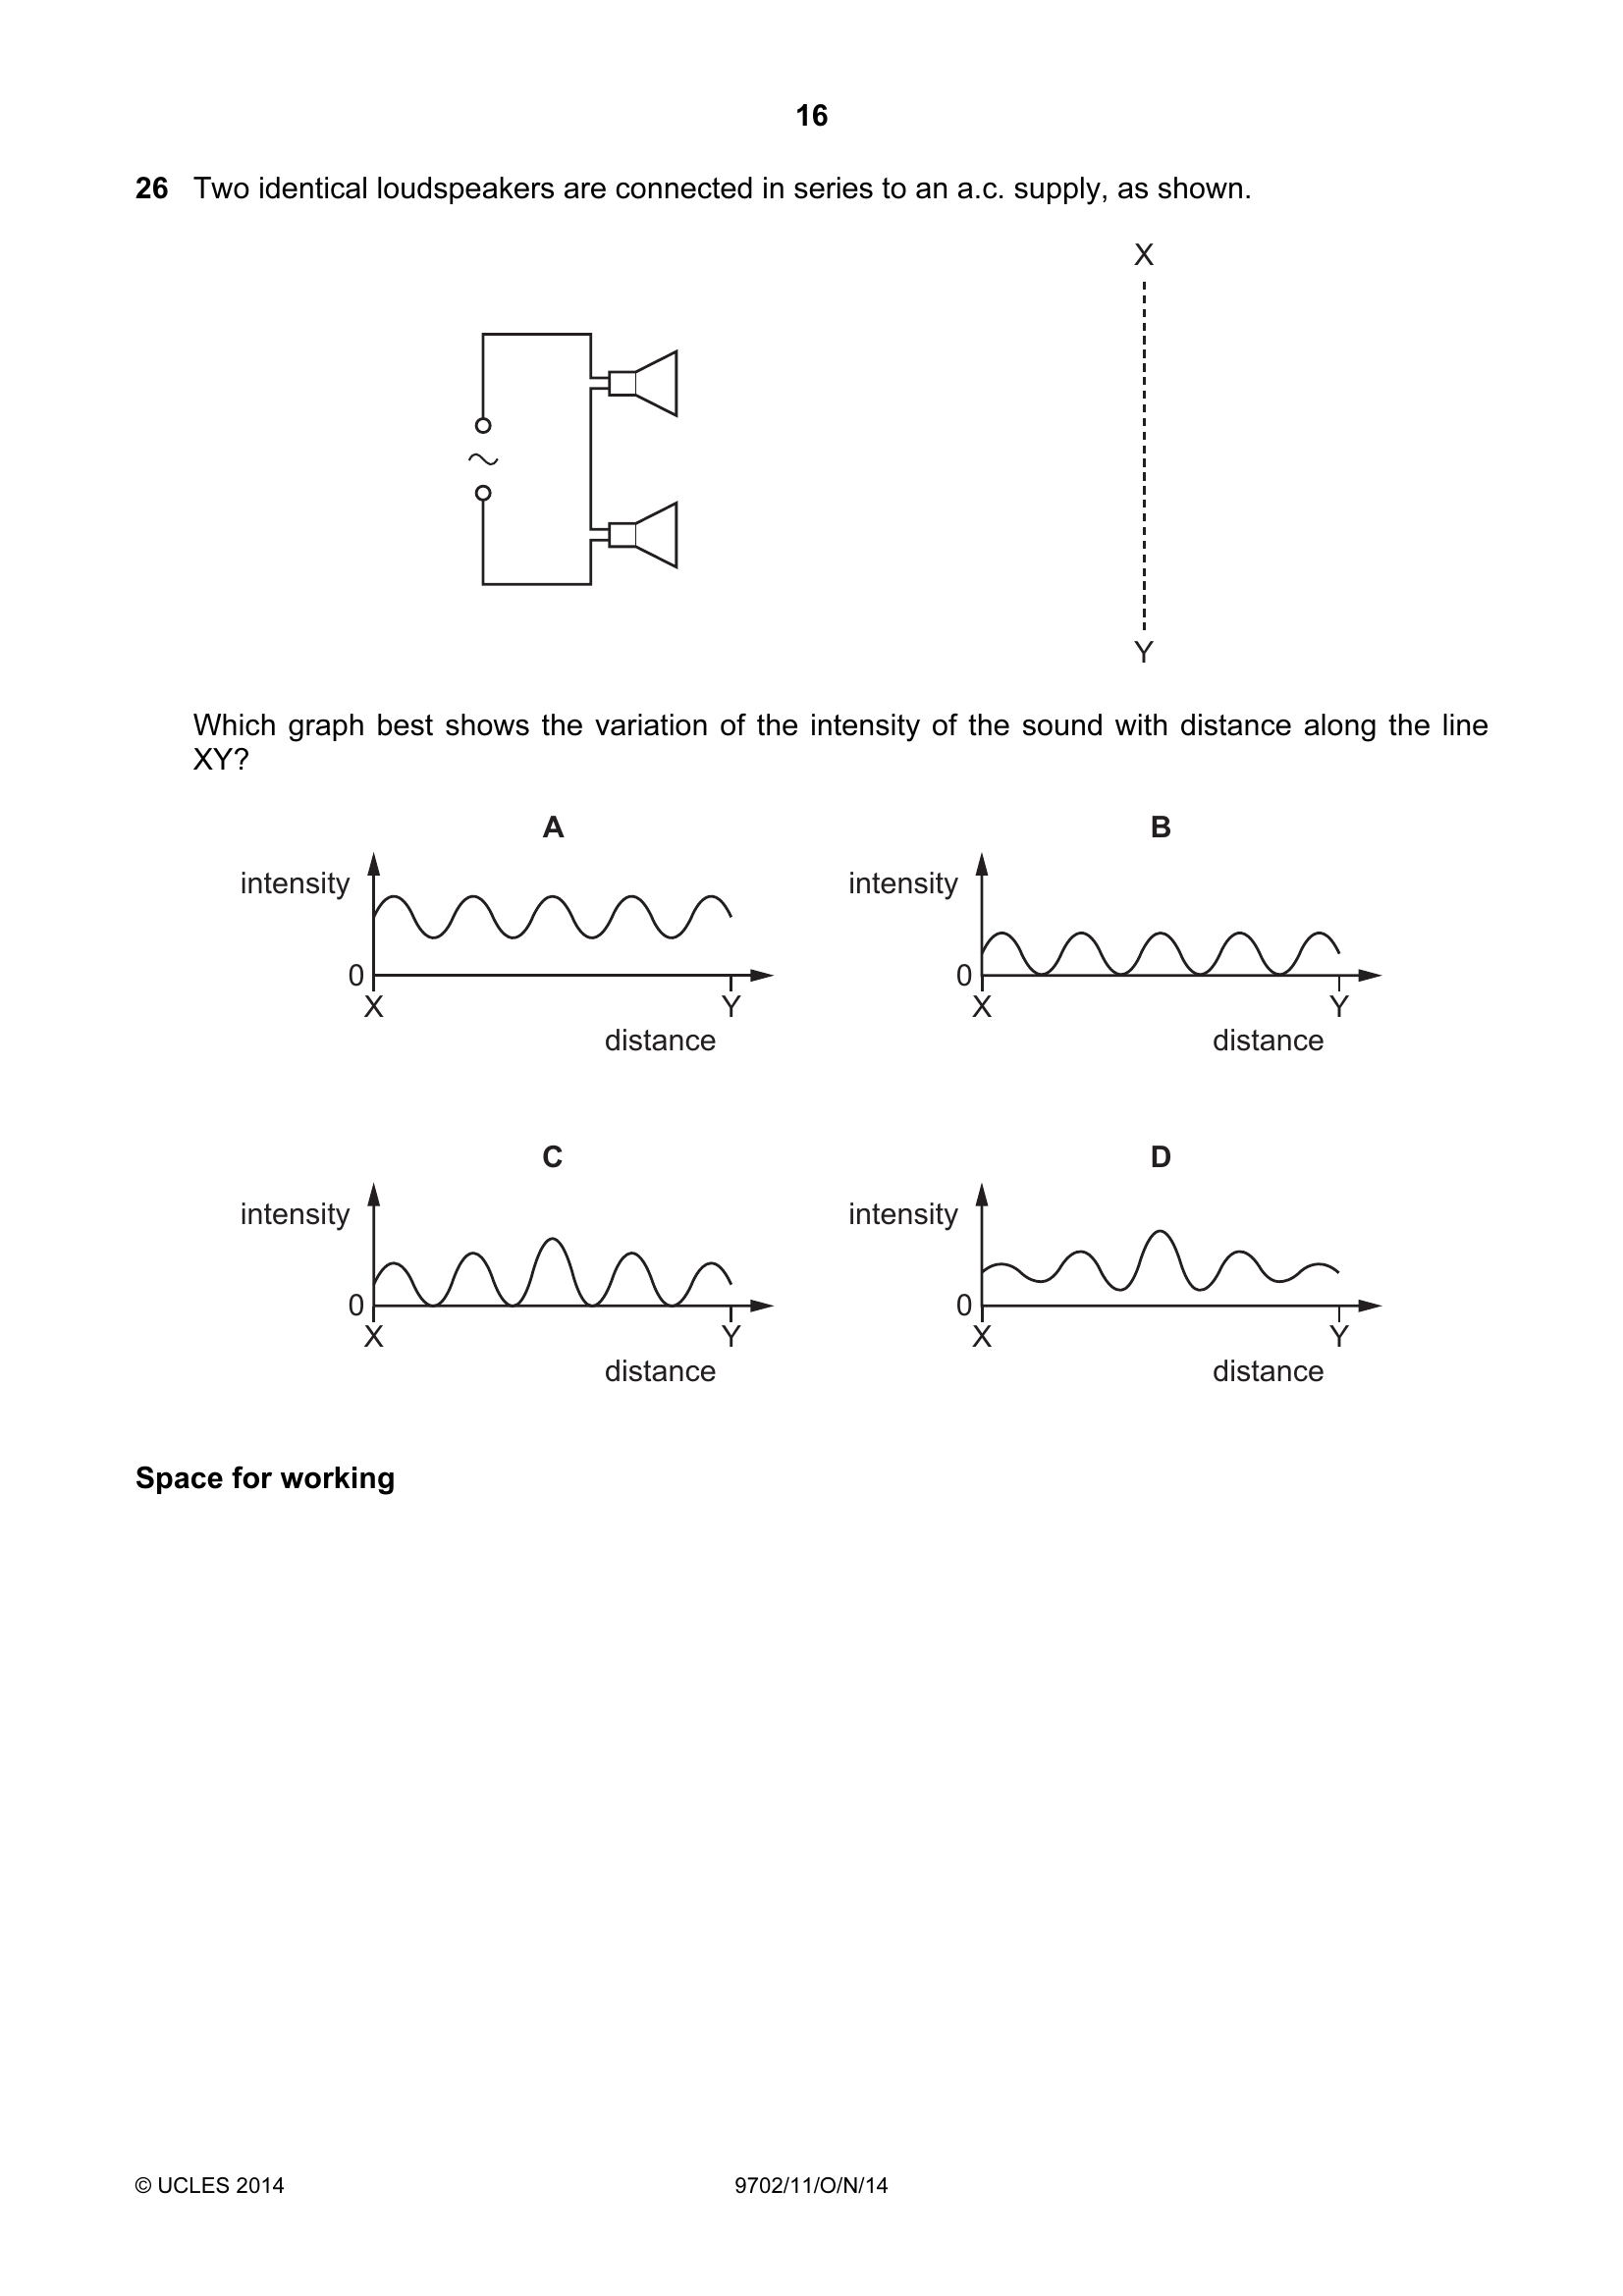 16
26 Two identical loudspeakers are connected in series to an a.c. supply, as shown.
X
~
Y
Which graph best shows the variation of the intensity of the sound with distance along the line
XY?
A
B
intensity
intensity
0
0
X
Y
X
Y
distance
distance
C
D
intensity
intensity
0
0
X
Y
X
Y
distance
distance
Space for working
© UCLES 2014
9702/11/O/N/14